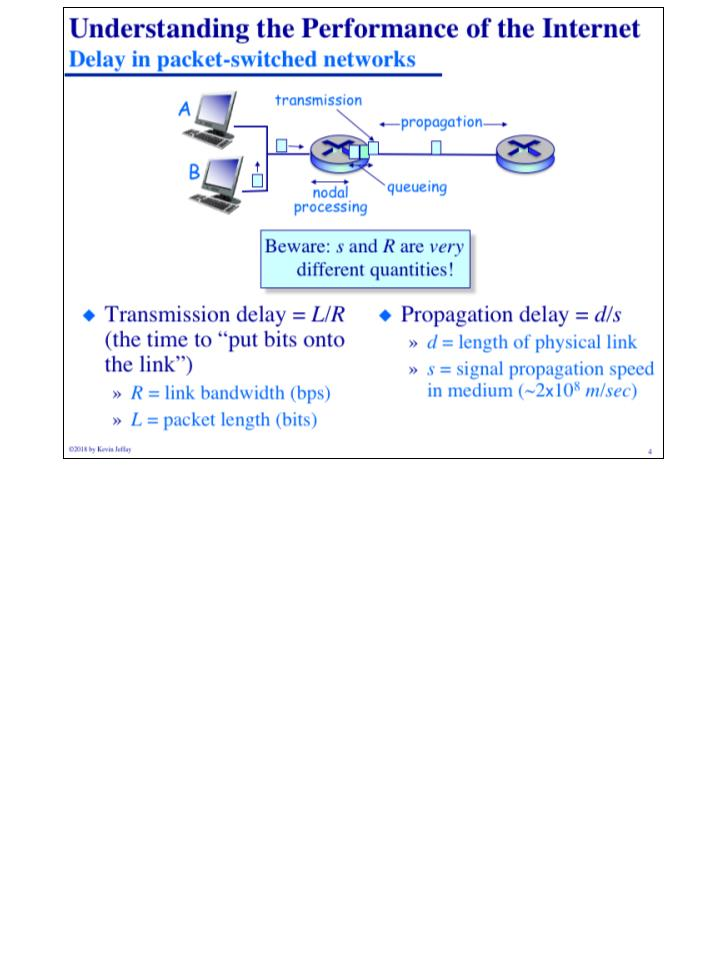 Understanding the Performance of the Internet
Delay in packet-switched networks
A
transmission
propagation
B
nodal
processing
queueing
Beware: s and R are very
different quantities!
◆ Transmission delay = L/R
(the time to “put bits onto
the link”)
» R = link bandwidth (bps)
» L = packet length (bits)
◆ Propagation delay = d/s
» d = length of physical link
» s = signal propagation speed
in medium (~2x10⁸ m/sec)
©2018 by Kevin Jeffay
4